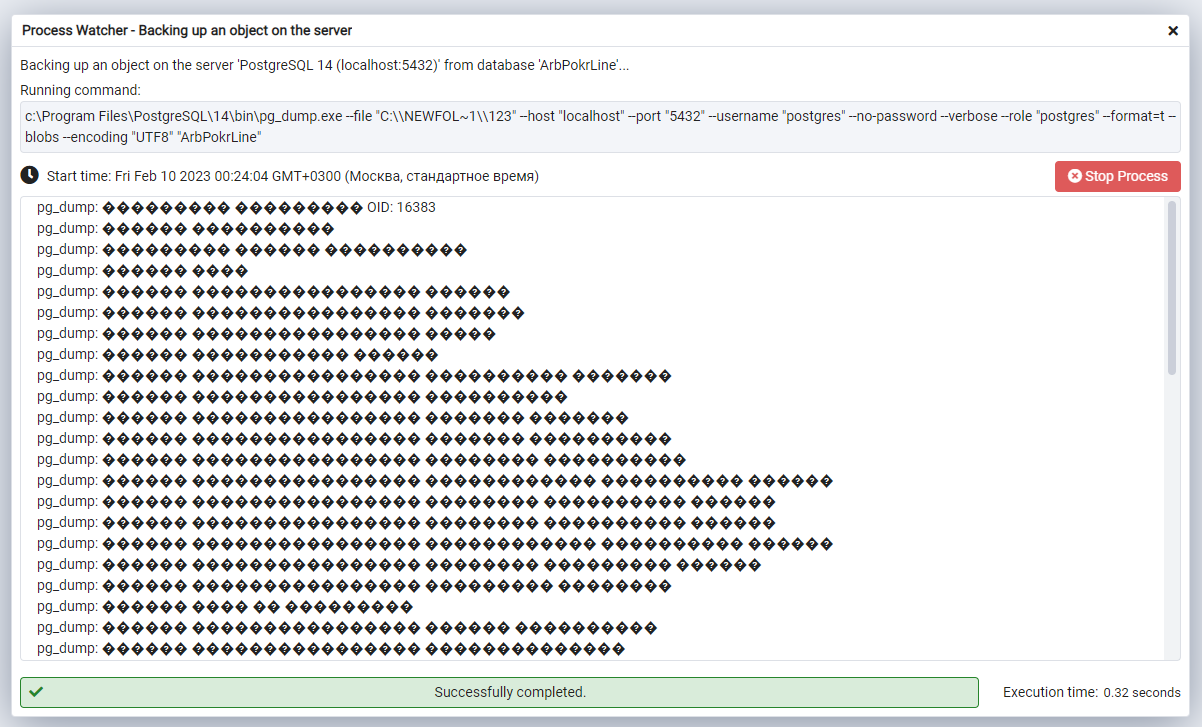 Process Watcher - Backing up an object on the server
Backing up an object on the server 'PostgreSQL 14 (localhost:5432)' from database 'ArbPokrLine'...
Running command:
c:\Program Files\PostgreSQL\14\bin\pg_dump.exe --file "C:\\NEWFOL~1\\123" --host "localhost" --port "5432" --username "postgres" --no-password --verbose --role "postgres" --format=t --
blobs --encoding "UTF8" "ArbPokrLine"
Start time: Fri Feb 10 2023 00:24:04 GMT+0300 (Москва, стандартное время)
Stop Process
pg_dump: ��������� ��������� OID: 16383
pg_dump: ������ ����������
pg_dump: ��������� ������ ����������
pg_dump: ������ ����
pg_dump: ������ ���������������� ������
pg_dump: ������ ���������������� �������
pg_dump: ������ ���������������� �����
pg_dump: ������ ����������� ������
pg_dump: ������ ���������������� ���������� �������
pg_dump: ������ ���������������� ����������
pg_dump: ������ ���������������� ������� �������
pg_dump: ������ ���������������� ������� ����������
pg_dump: ������ ���������������� �������� ����������
pg_dump: ������ ���������������� ������������ ���������� ������
pg_dump: ������ ���������������� �������� ���������� ������
pg_dump: ������ ���������������� �������� ���������� ������
pg_dump: ������ ���������������� ������������ ���������� ������
pg_dump: ������ ���������������� �������� ��������� ������
pg_dump: ������ ���������������� ��������� ��������
pg_dump: ������ ���� �� ���������
pg_dump: ������ ���������������� ������ ����������
pg_dump: ������ ���������������� ��������������
Successfully completed.
Execution time: 0.32 seconds